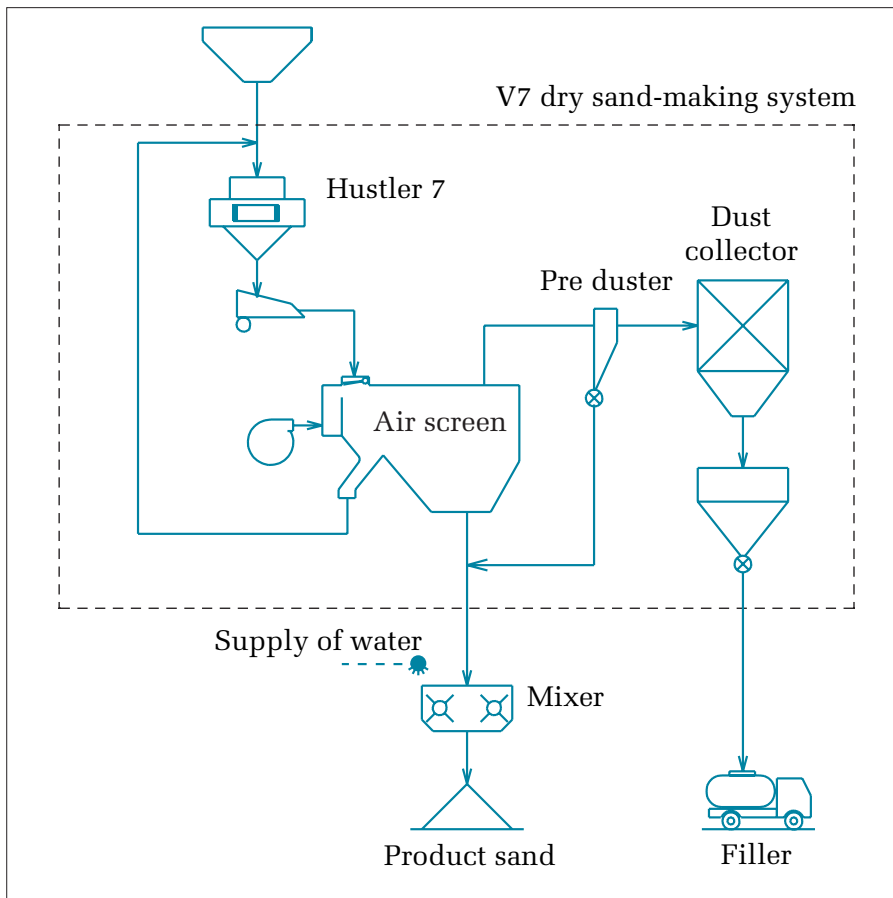 V7 dry sand-making system
Hustler 7
Dust
collector
Pre duster
Air screen
Supply of water
Mixer
Product sand
Filler